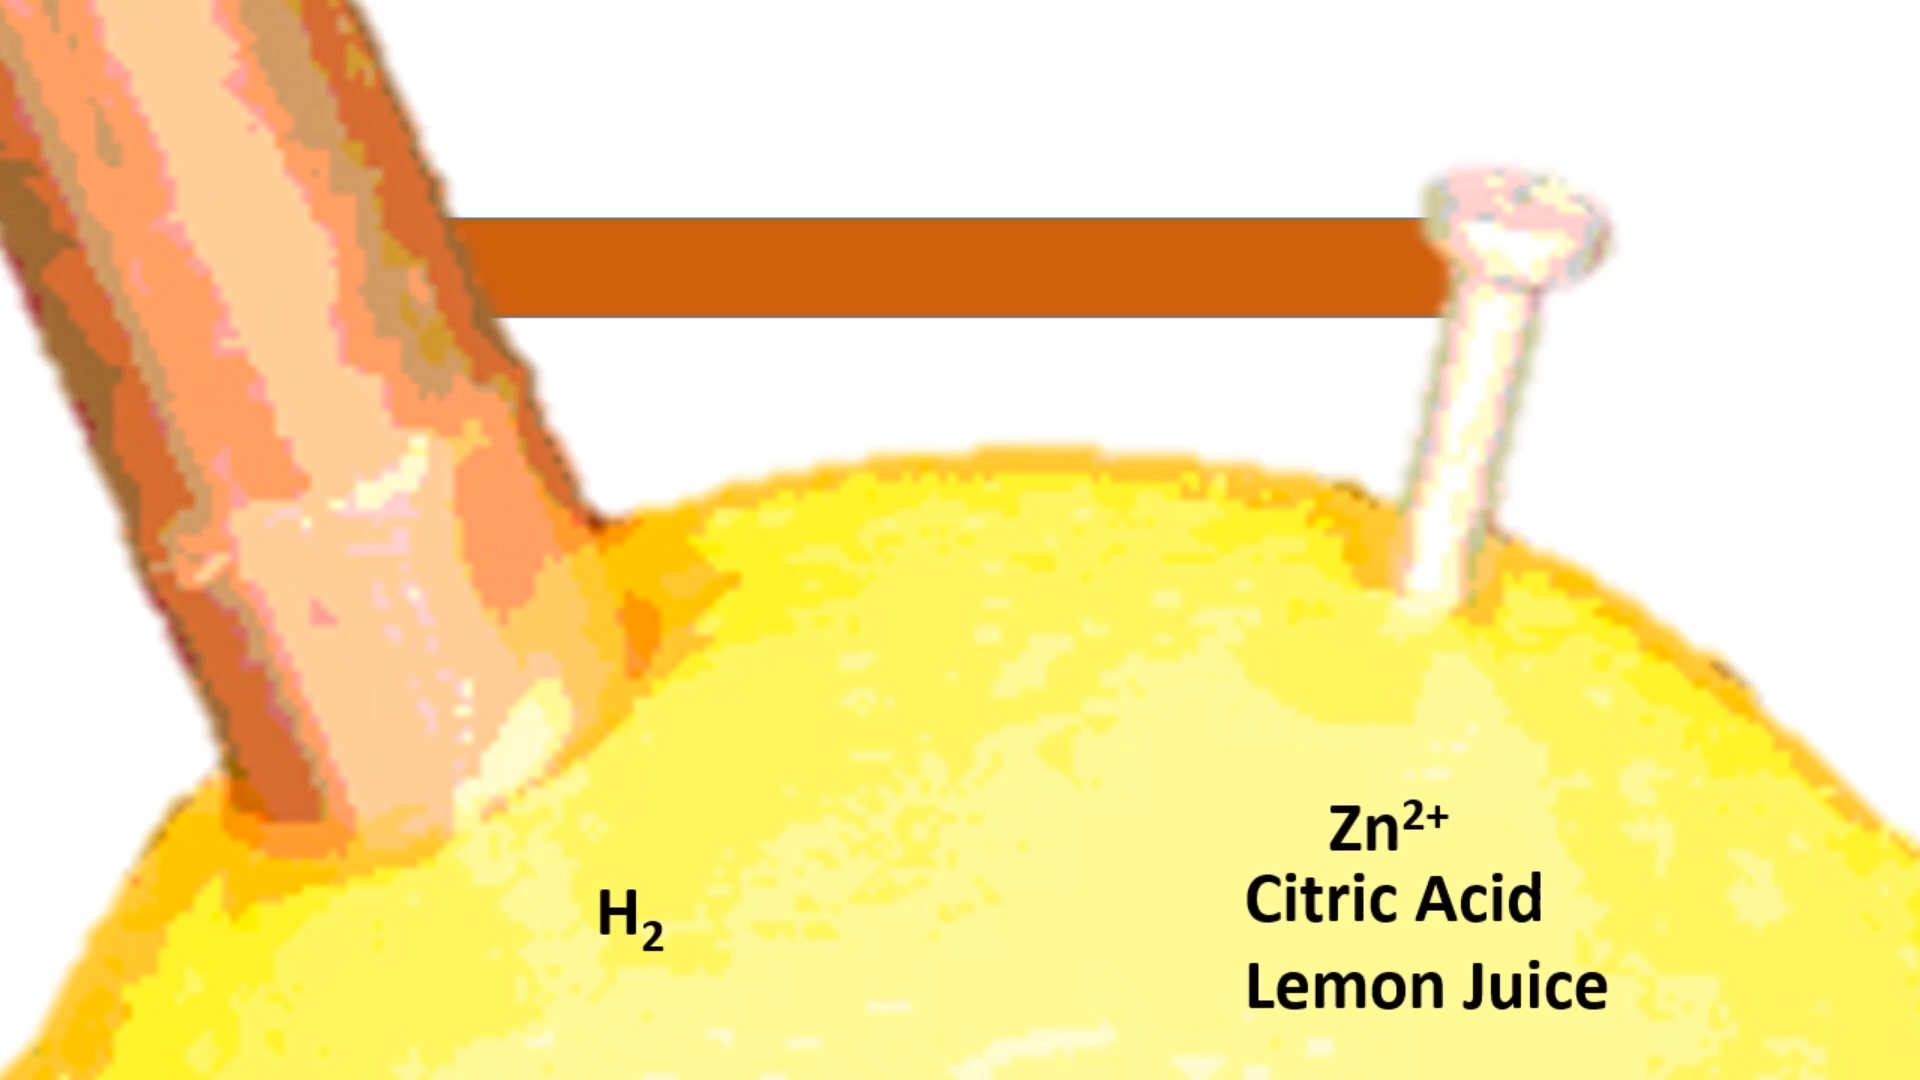 Zn²⁺
Citric Acid
H₂
Lemon Juice